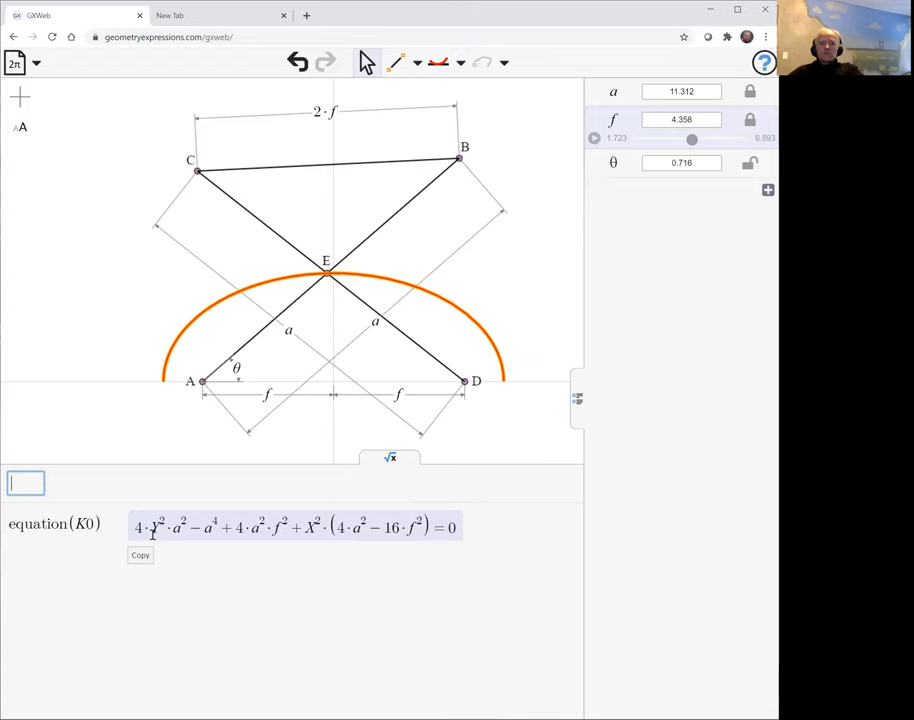 GXWeb
New Tab
geometryexpressions.com/gxweb/
2π
?
AA
2·f
C
B
E
a
a
θ
A
D
f
f
a 11.312
f 4.358
1.723 6.893
θ 0.716
√x
equation(K0) 4·Y²·a²−a⁴+4·a²·f²+X²·(4·a²−16·f²)=0
Copy